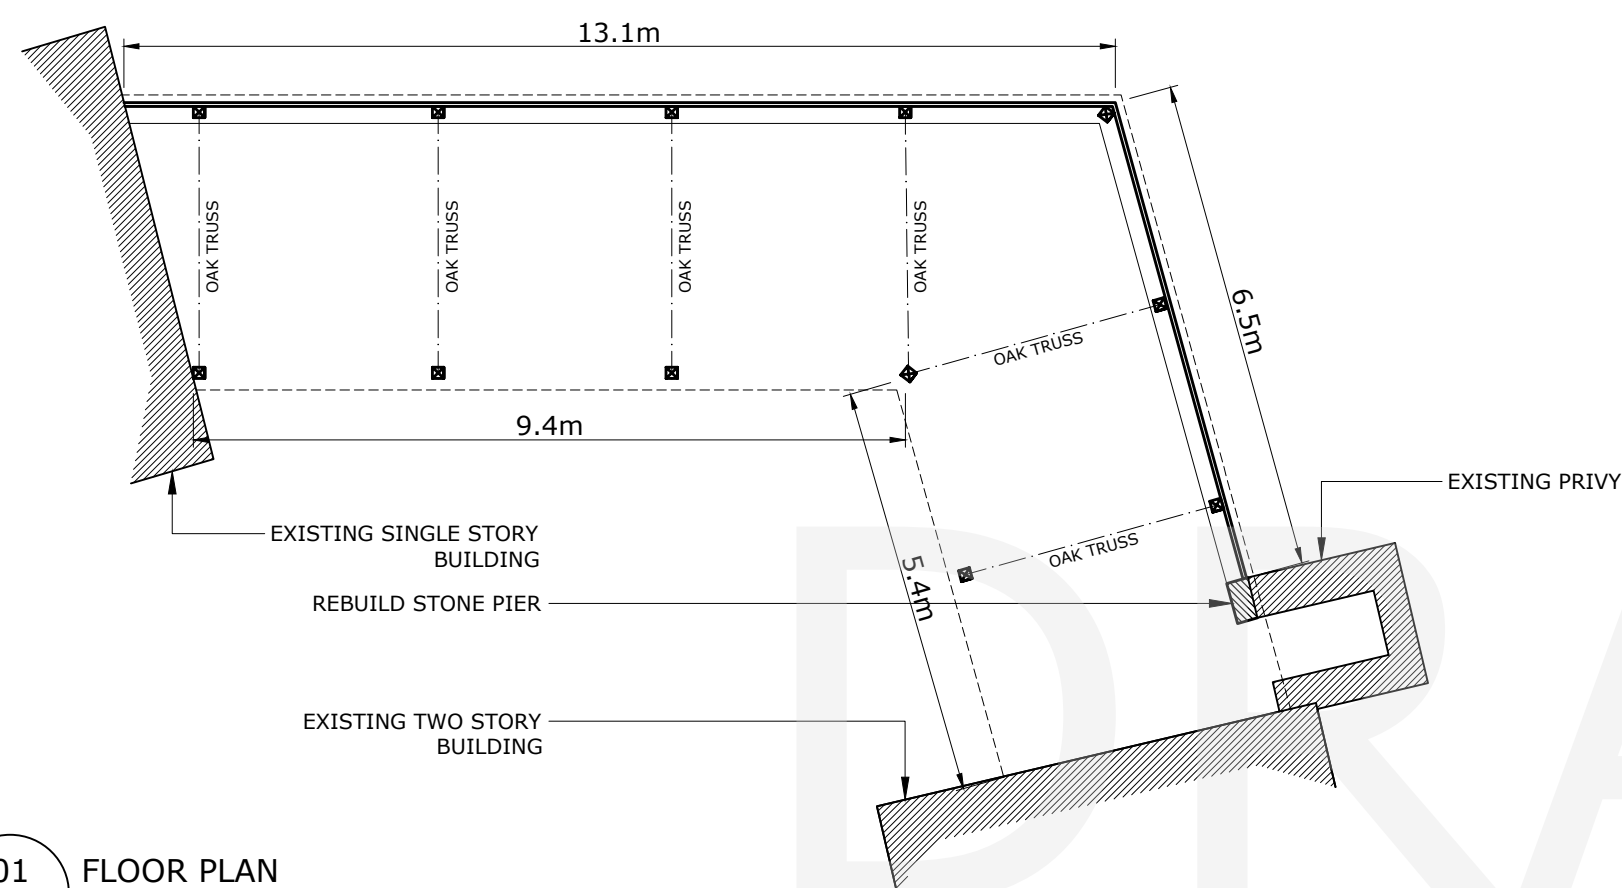 13.1m
OAK TRUSS
OAK TRUSS
OAK TRUSS
OAK TRUSS
6.5m
OAK TRUSS
9.4m
EXISTING PRIVY
EXISTING SINGLE STORY
BUILDING
OAK TRUSS
5.4m
REBUILD STONE PIER
EXISTING TWO STORY
BUILDING
DRA
01
FLOOR PLAN